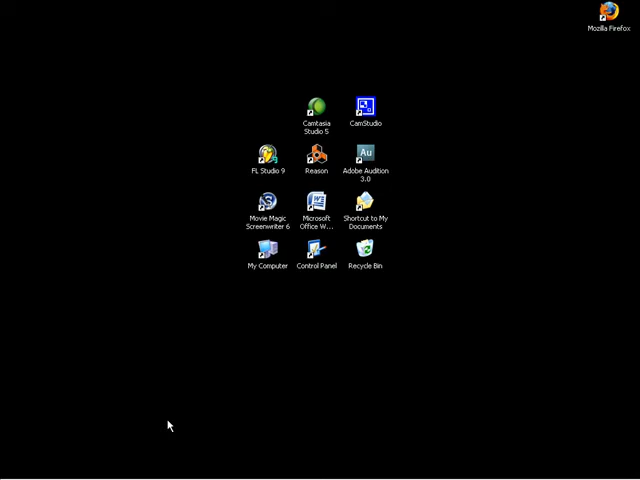 Mozilla Firefox
Camtasia
Studio 5
CamStudio
FL Studio 9
Reason
Au
Adobe Audition
3.0
Movie Magic
Screenwriter 6
Microsoft
Office W...
Shortcut to My
Documents
My Computer
Control Panel
Recycle Bin